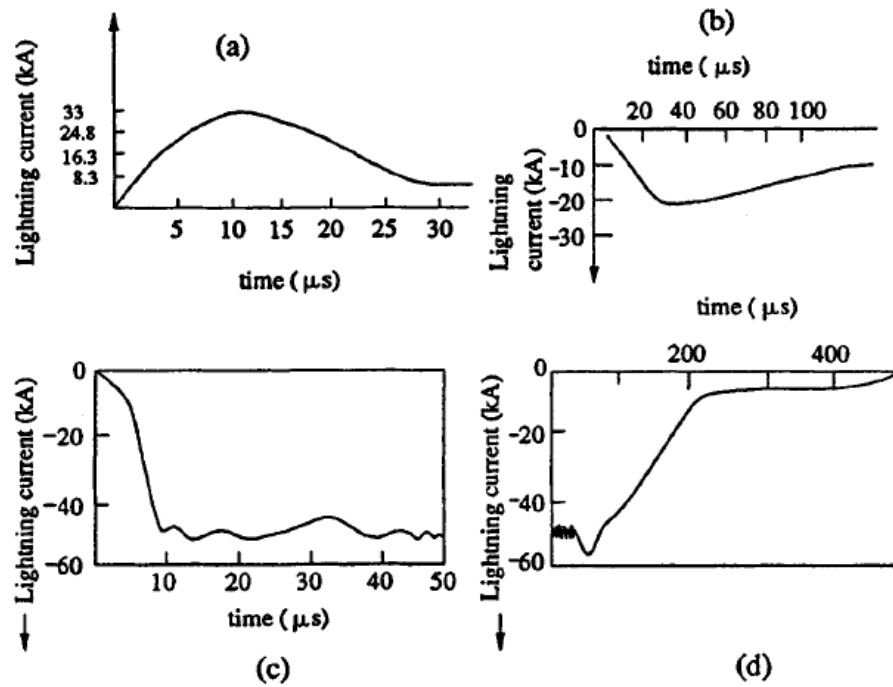 (a)
Lightning current (kA)
33
24.8
16.3
8.3
5 10 15 20 25 30
time ( μs)
(b)
time ( μs)
20 40 60 80 100
0
-10
-20
-30
Lightning
current (kA)
0
-20
-40
-60
Lightning current (kA)
10 20 30 40 50
time ( μs)
(c)
time ( μs)
200 400
0
-20
-40
-60
Lightning current (kA)
(d)